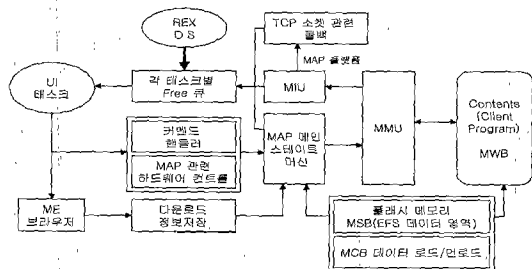 REX
O S
TCP 소켓 관련
콜백
MAP 플랫폼
UI
태스크
각 태스크별
Free 큐
MIU
MMU
Contents
(Client
Program)
MWB
커맨드
핸들러
MAP 관련
하드웨어 컨트롤
MAP 메인
스테이트
머신
ME
브라우저
다운로드
정보저장
플래시 메모리
MSB(EFS 데이터 영역)
MCB 데이터 로드/언로드